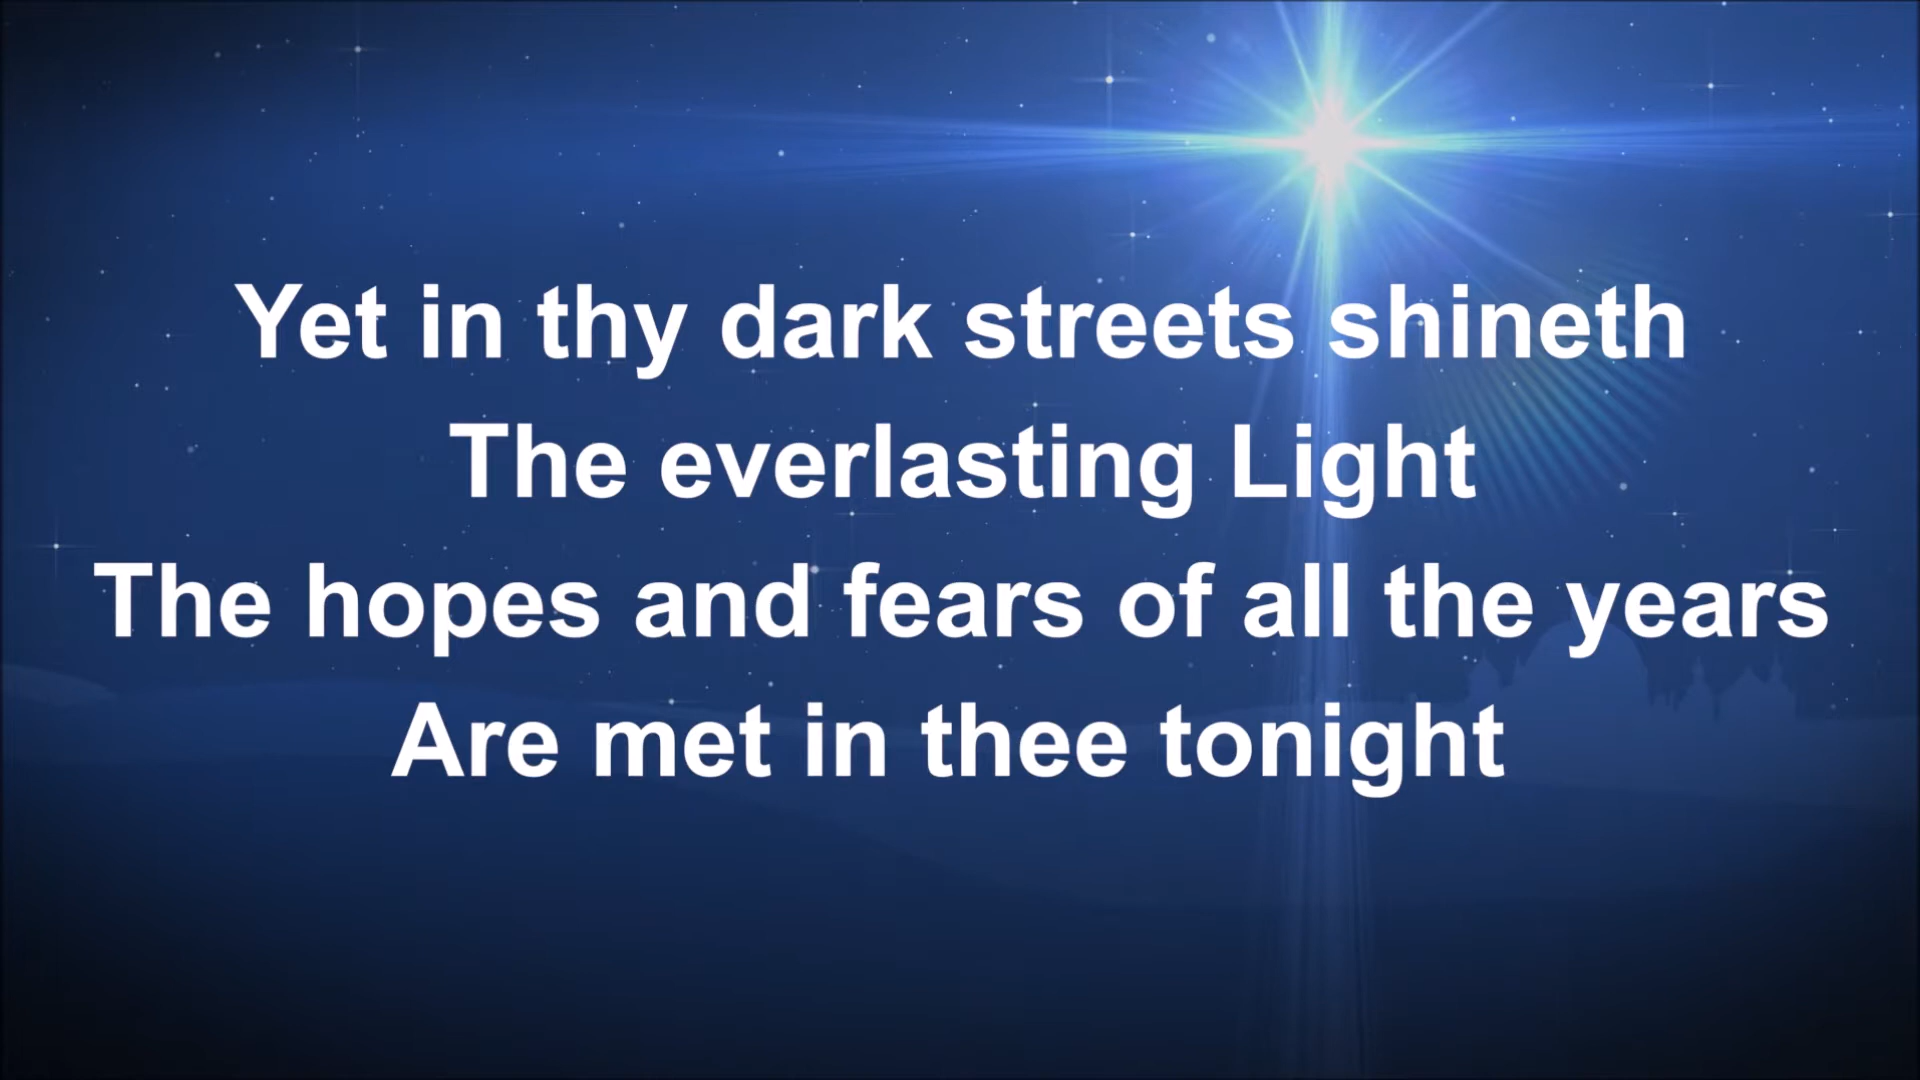 Yet in thy dark streets shineth
The everlasting Light
The hopes and fears of all the years
Are met in thee tonight